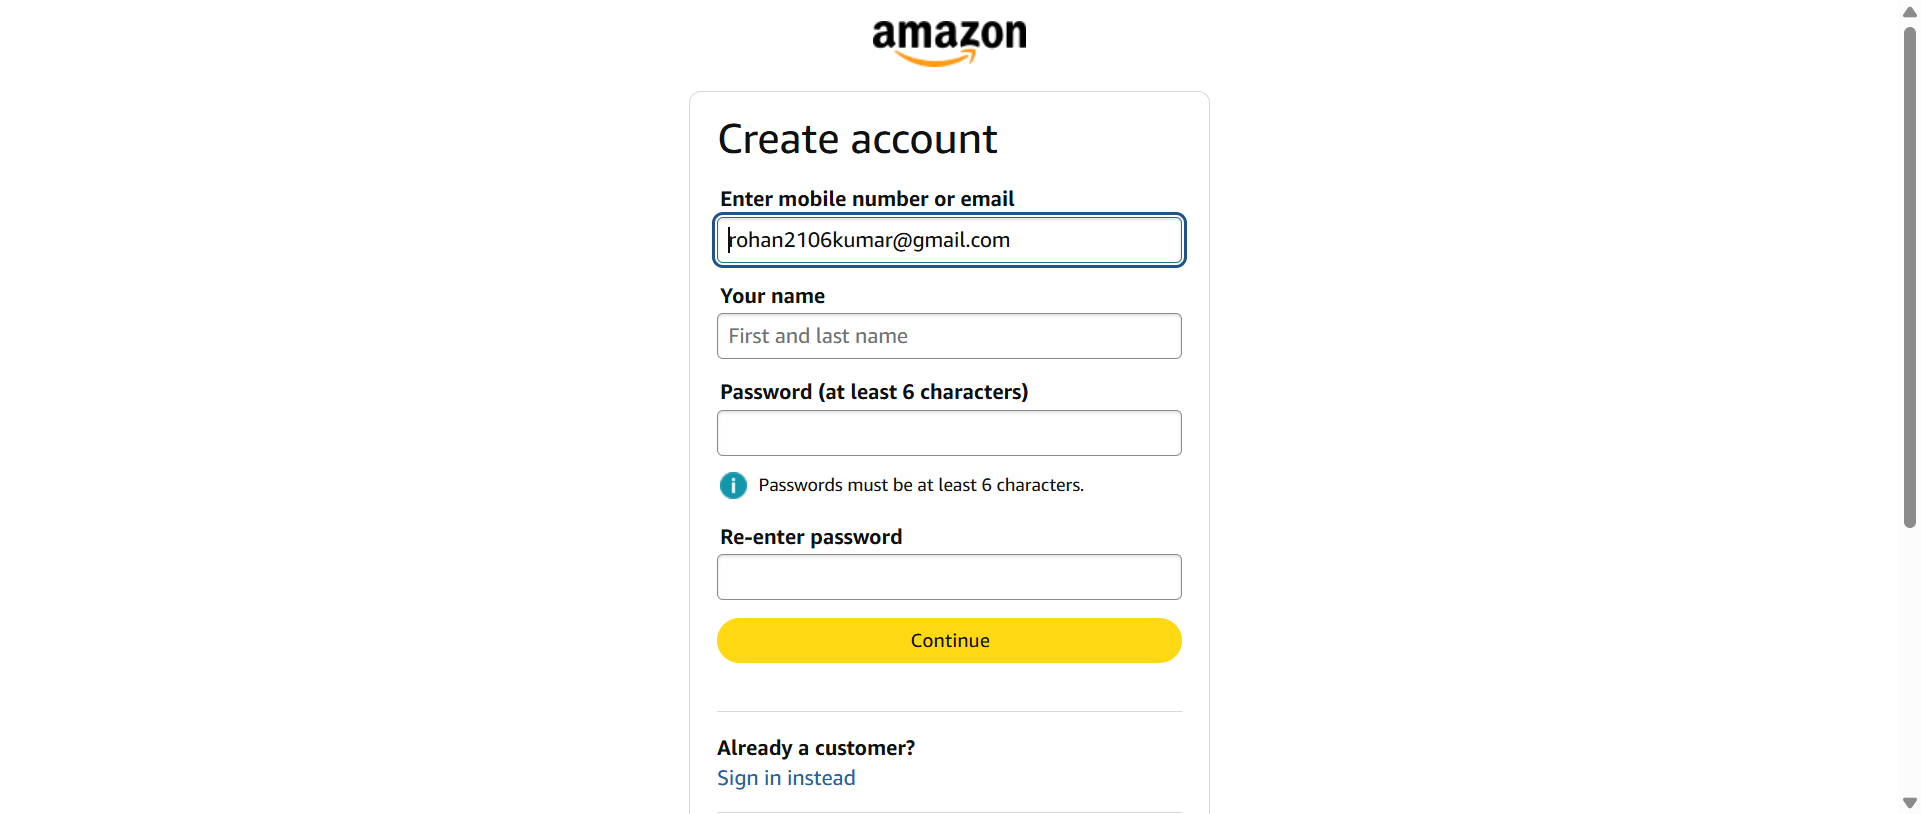 amazon
Create account
Enter mobile number or email
rohan2106kumar@gmail.com
Your name
First and last name
Password (at least 6 characters)
i Passwords must be at least 6 characters.
Re-enter password
Continue
Already a customer?
Sign in instead